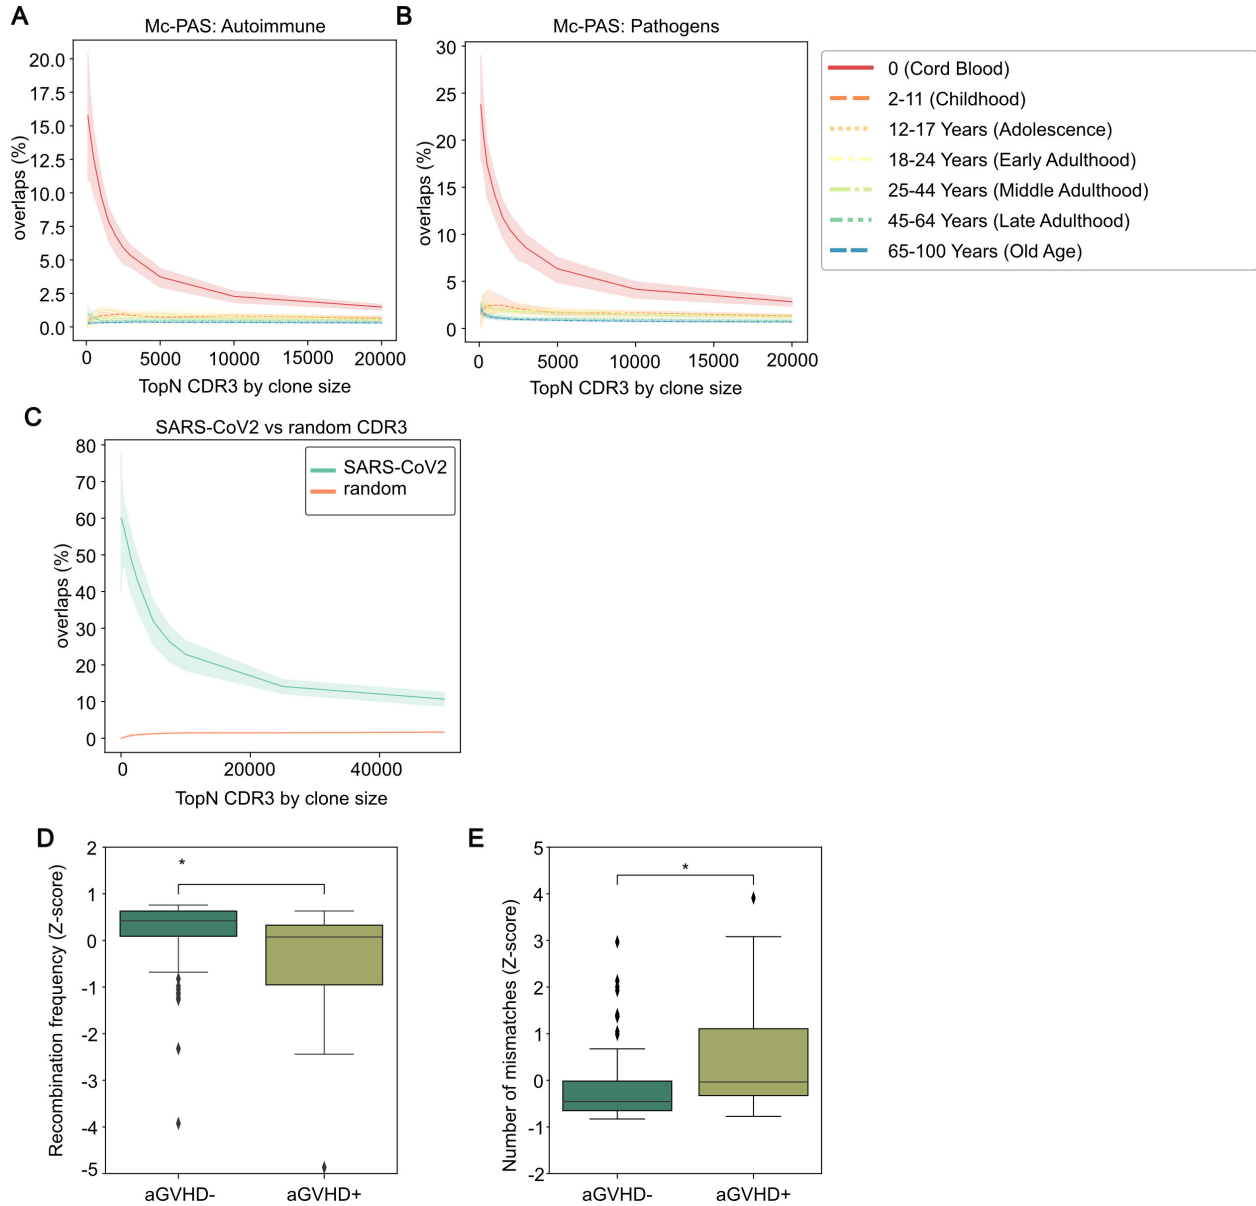 A
Mc-PAS: Autoimmune
overlaps (%)
20.0
17.5
15.0
12.5
10.0
7.5
5.0
2.5
0.0
0 5000 10000 15000 20000
TopN CDR3 by clone size
B
Mc-PAS: Pathogens
overlaps (%)
30
25
20
15
10
5
0
0 5000 10000 15000 20000
TopN CDR3 by clone size
0 (Cord Blood)
2-11 (Childhood)
12-17 Years (Adolescence)
18-24 Years (Early Adulthood)
25-44 Years (Middle Adulthood)
45-64 Years (Late Adulthood)
65-100 Years (Old Age)
C
SARS-CoV2 vs random CDR3
overlaps (%)
80
70
60
50
40
30
20
10
0
SARS-CoV2
random
0 20000 40000
TopN CDR3 by clone size
D
Recombination frequency (Z-score)
2
1
0
-1
-2
-3
-4
-5
*
aGVHD- aGVHD+
E
Number of mismatches (Z-score)
5
4
3
2
1
0
-1
-2
*
aGVHD- aGVHD+